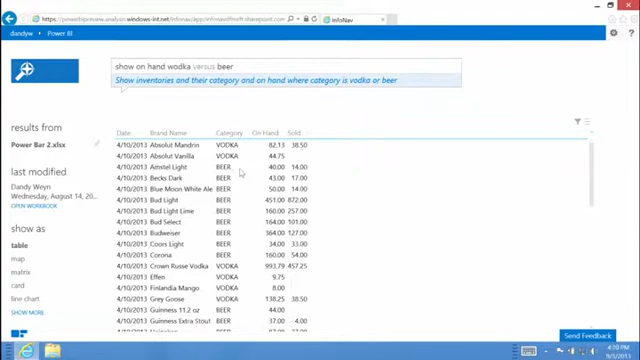 https://powerbipreview.analysis.windows-int.net/infonav/app/infonav
InfoNav
dandyw
Power BI
show on hand wodka versus beer
Show inventories and their category and on hand where category is vodka or beer
results from
Power Bar 2.xlsx
last modified
Dandy Weyn
Wednesday, August 14, 20
OPEN WORKBOOK
show as
table
map
matrix
card
line chart
SHOW MORE
Date Brand Name Category On Hand Sold
4/10/2013 Absolut Mandrin VODKA 82.13 38.50
4/10/2013 Absolut Vanilla VODKA 44.75
4/10/2013 Amstel Light BEER 40.00 14.00
4/10/2013 Becks Dark BEER 43.00 17.00
4/10/2013 Blue Moon White Ale BEER 50.00 14.00
4/10/2013 Bud Light BEER 451.00 872.00
4/10/2013 Bud Light Lime BEER 160.00 257.00
4/10/2013 Bud Select BEER 164.00 101.00
4/10/2013 Budweiser BEER 364.00 127.00
4/10/2013 Coors Light BEER 34.00 33.00
4/10/2013 Corona BEER 160.00 54.00
4/10/2013 Crown Russe Vodka VODKA 993.79 457.25
4/10/2013 Effen VODKA 9.75
4/10/2013 Finlandia Mango VODKA 8.00
4/10/2013 Grey Goose VODKA 138.25 38.50
4/10/2013 Guinness 11.2 oz BEER 44.00
4/10/2013 Guinness Extra Stout BEER 37.00 4.00
Send Feedback
4:39 PM
9/5/2013